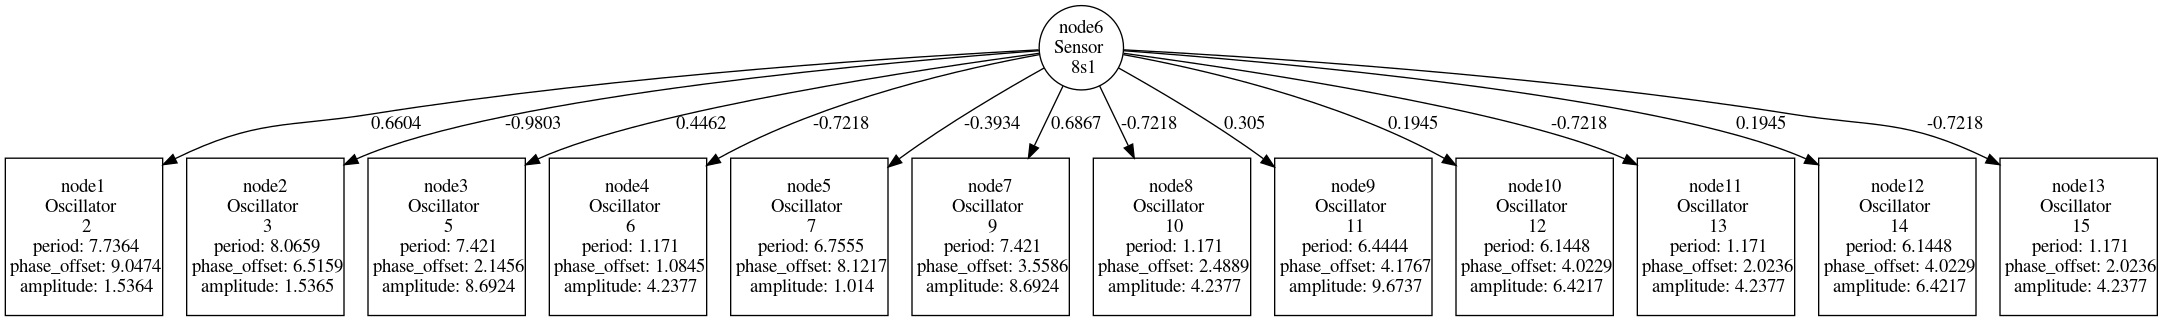 node6
Sensor
8s1
0.6604
-0.9803
0.4462
-0.7218
-0.3934
0.6867
-0.7218
0.305
0.1945
-0.7218
0.1945
-0.7218
node1
Oscillator
2
period: 7.7364
phase_offset: 9.0474
amplitude: 1.5364
node2
Oscillator
3
period: 8.0659
phase_offset: 6.5159
amplitude: 1.5365
node3
Oscillator
5
period: 7.421
phase_offset: 2.1456
amplitude: 8.6924
node4
Oscillator
6
period: 1.171
phase_offset: 1.0845
amplitude: 4.2377
node5
Oscillator
7
period: 6.7555
phase_offset: 8.1217
amplitude: 1.014
node7
Oscillator
9
period: 7.421
phase_offset: 3.5586
amplitude: 8.6924
node8
Oscillator
10
period: 1.171
phase_offset: 2.4889
amplitude: 4.2377
node9
Oscillator
11
period: 6.4444
phase_offset: 4.1767
amplitude: 9.6737
node10
Oscillator
12
period: 6.1448
phase_offset: 4.0229
amplitude: 6.4217
node11
Oscillator
13
period: 1.171
phase_offset: 2.0236
amplitude: 4.2377
node12
Oscillator
14
period: 6.1448
phase_offset: 4.0229
amplitude: 6.4217
node13
Oscillator
15
period: 1.171
phase_offset: 2.0236
amplitude: 4.2377